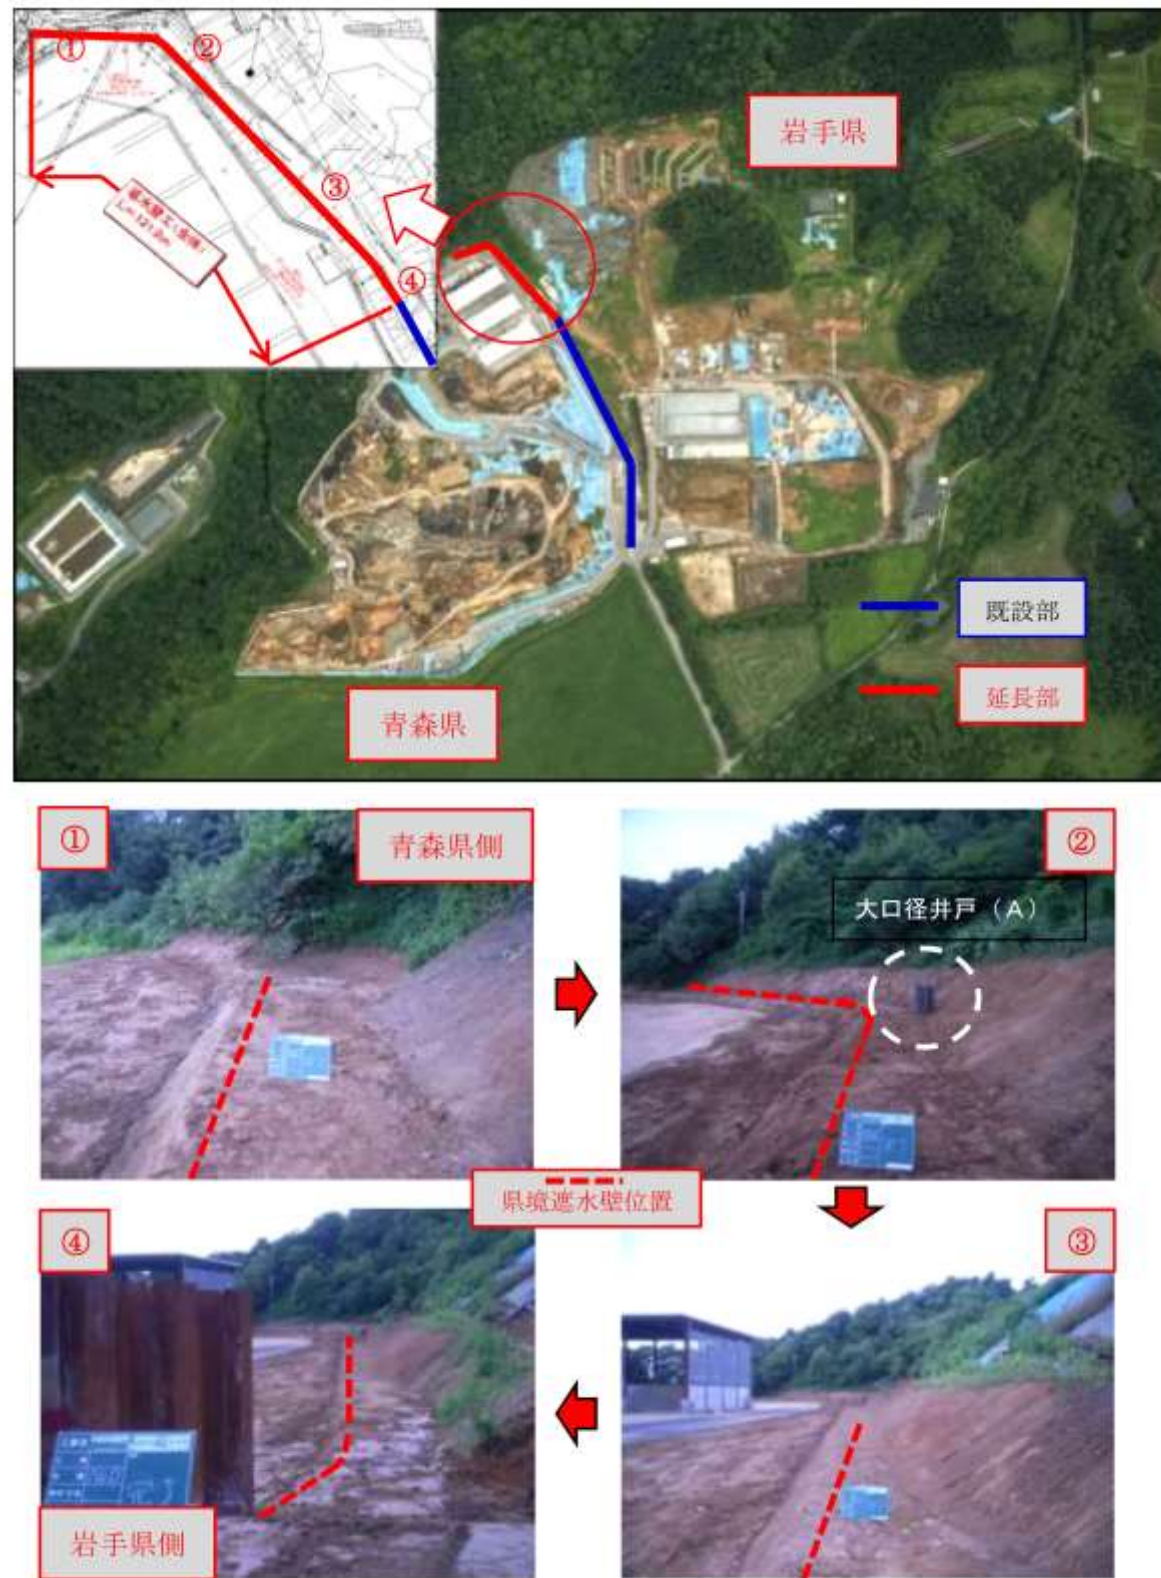 ①
②
岩手県
③
④
既設部
延長部
青森県
①
青森県側
②
大口径井戸（A）
県境遮水壁位置
④
③
岩手県側